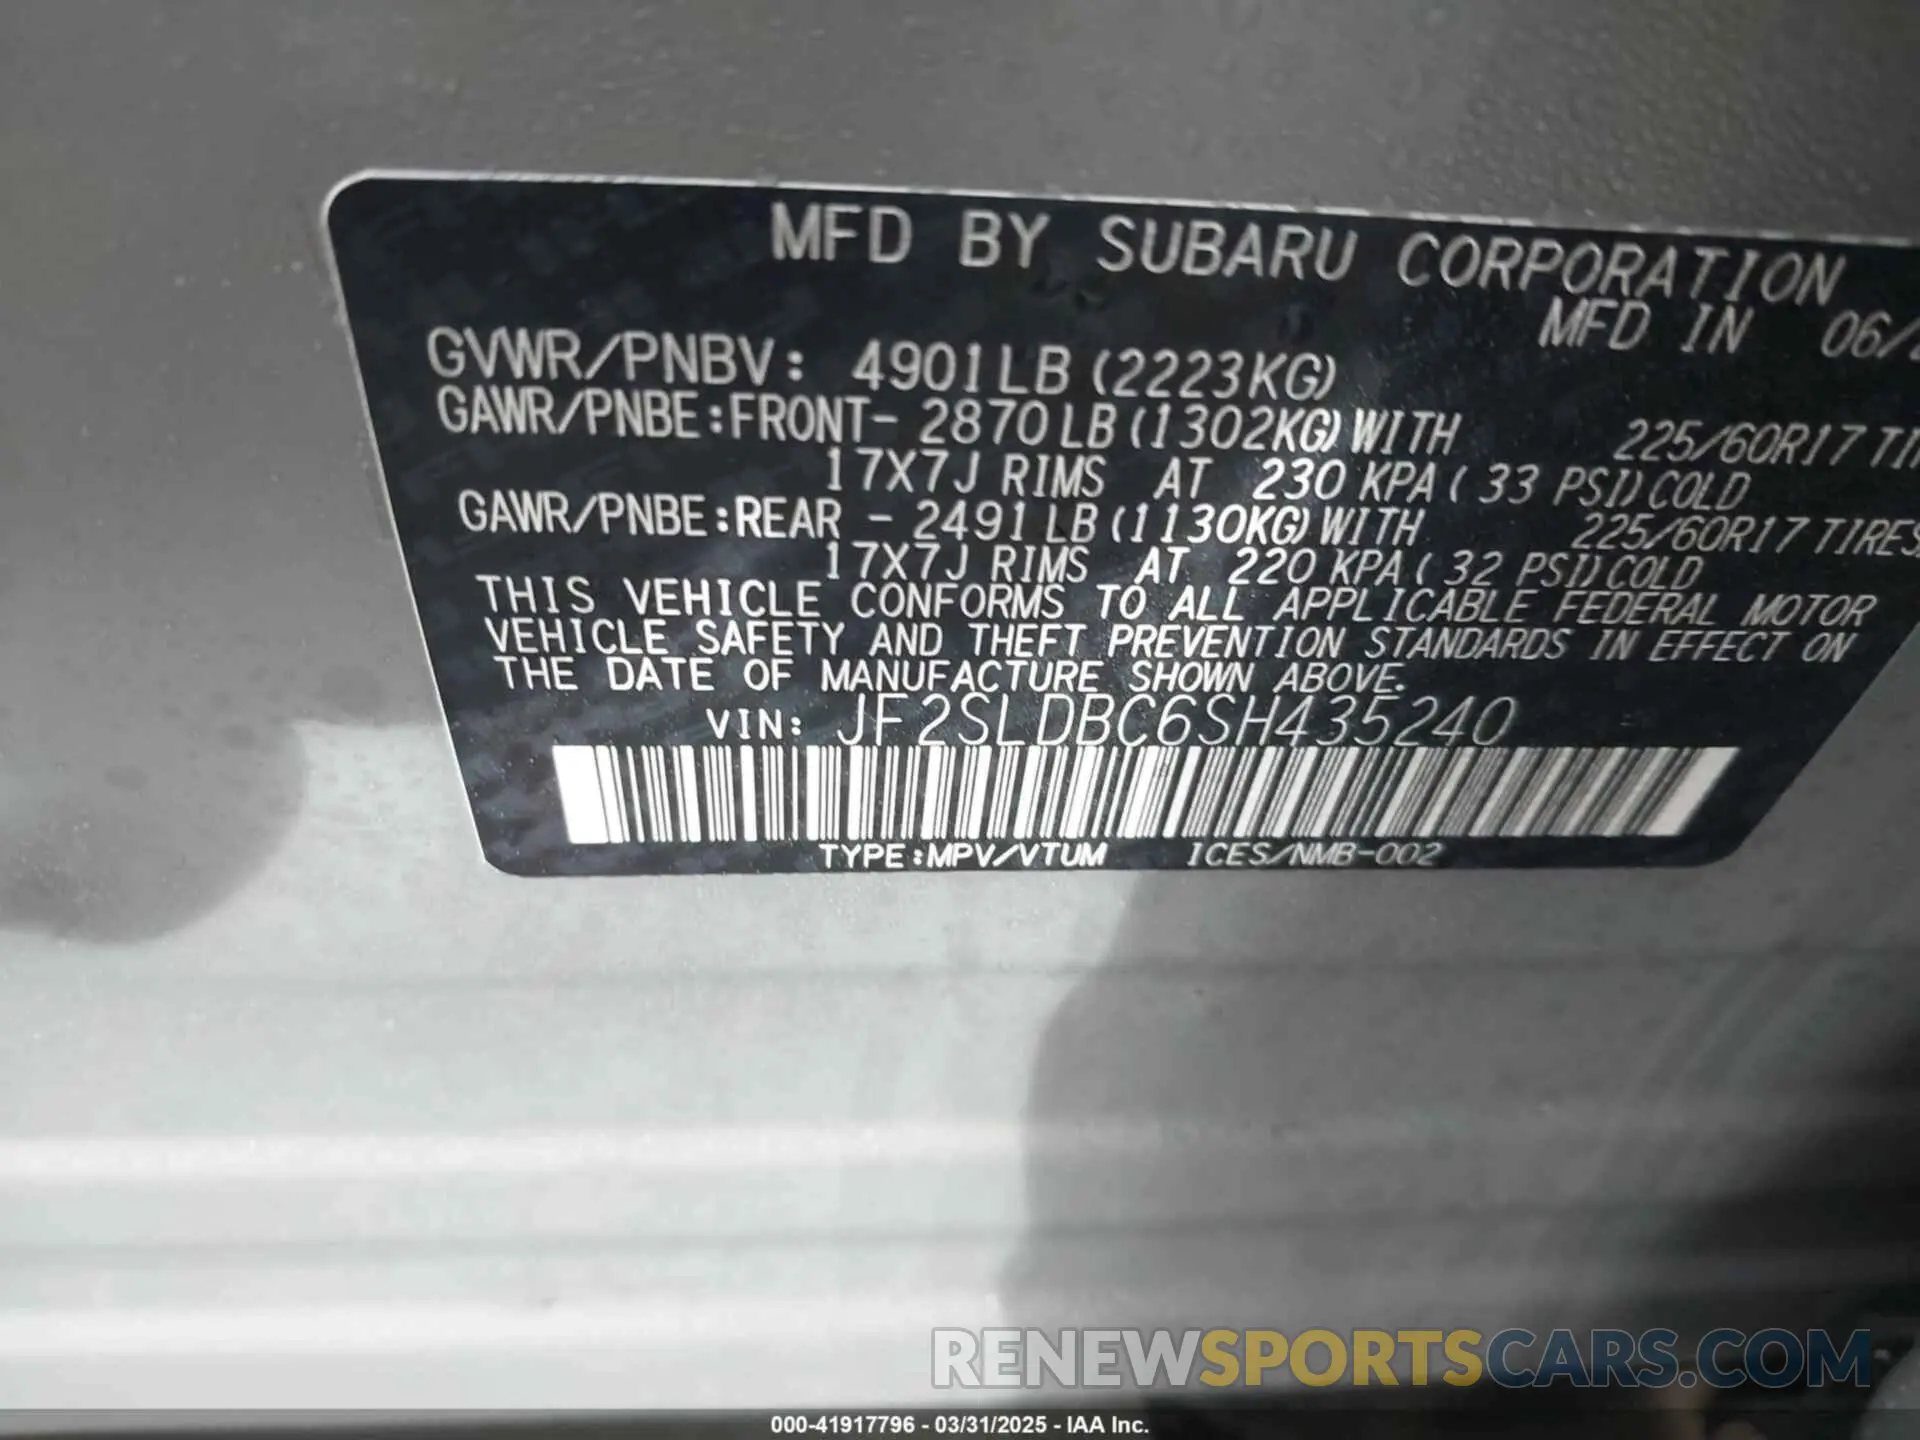 MFD BY SUBARU CORPORATION
MFD IN 06/
GVWR/PNBV: 4901LB (2223KG)
GAWR/PNBE:FRONT- 2870LB(1302KG)WITH 225/60R17 TI
17X7J RIMS AT 230 KPA( 33 PSI)COLD
GAWR/PNBE:REAR - 2491LB(1130KG)WITH 225/60R17 TIRES
17X7J RIMS AT 220 KPA( 32 PSI)COLD
THIS VEHICLE CONFORMS TO ALL APPLICABLE FEDERAL MOTOR
VEHICLE SAFETY AND THEFT PREVENTION STANDARDS IN EFFECT ON
THE DATE OF MANUFACTURE SHOWN ABOVE.
VIN: JF2SLDBC6SH435240
TYPE:MPV/VTUM ICES/NMB-002
RENEWSPORTSCARS.COM
000-41917796 - 03/31/2025 - IAA Inc.